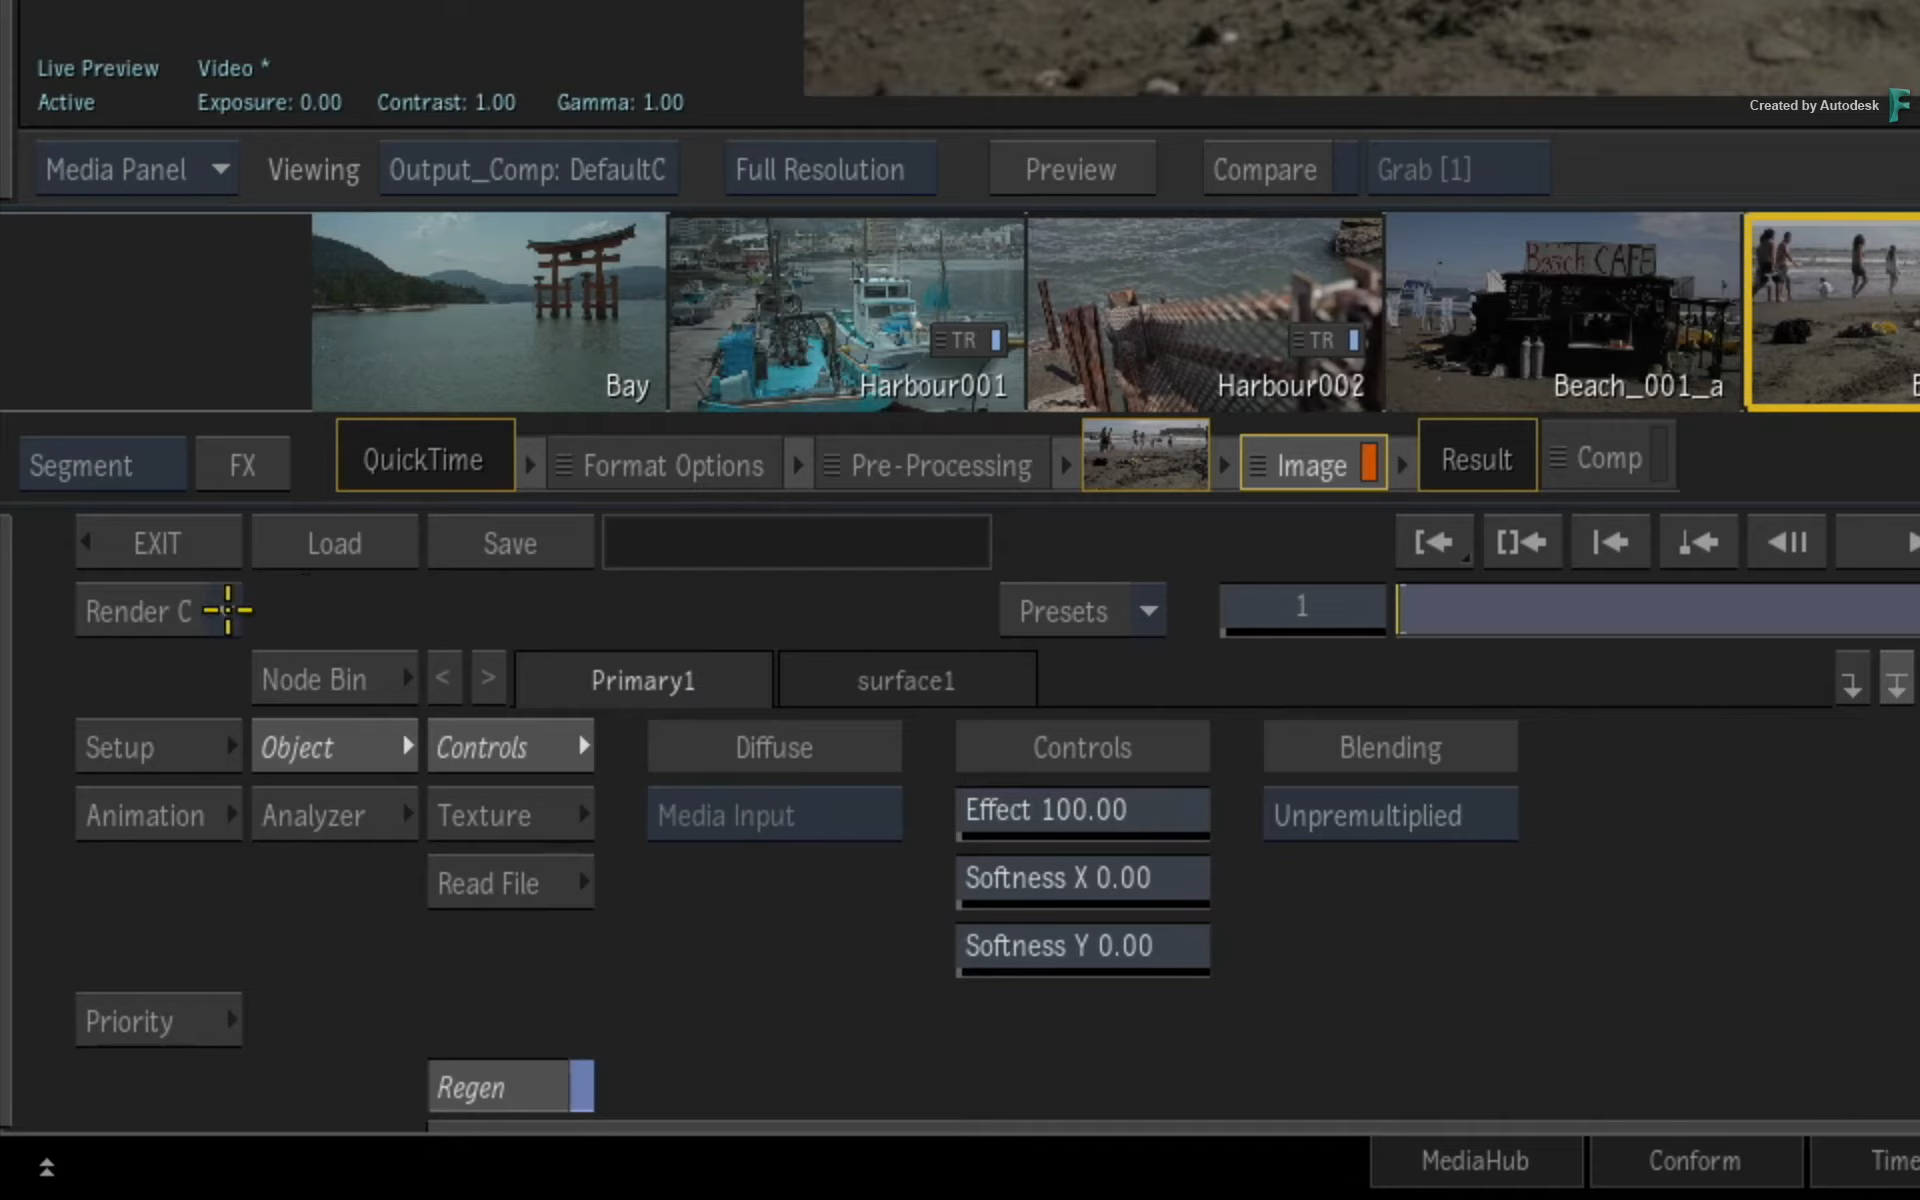 Live Preview
Video *
Active
Exposure: 0.00
Contrast: 1.00
Gamma: 1.00
Created by Autodesk
Media Panel
Viewing
Output_Comp: DefaultC
Full Resolution
Preview
Compare
Grab [1]
Beach CAFE
TR
TR
Bay
Harbour001
Harbour002
Beach_001_a
Segment
FX
QuickTime
Format Options
Pre-Processing
Image
Result
Comp
EXIT
Load
Save
Render C
Presets
1
Node Bin
<
>
Primary1
surface1
Setup
Object
Controls
Diffuse
Controls
Blending
Animation
Analyzer
Texture
Media Input
Effect 100.00
Unpremultiplied
Read File
Softness X 0.00
Softness Y 0.00
Priority
Regen
MediaHub
Conform
Time